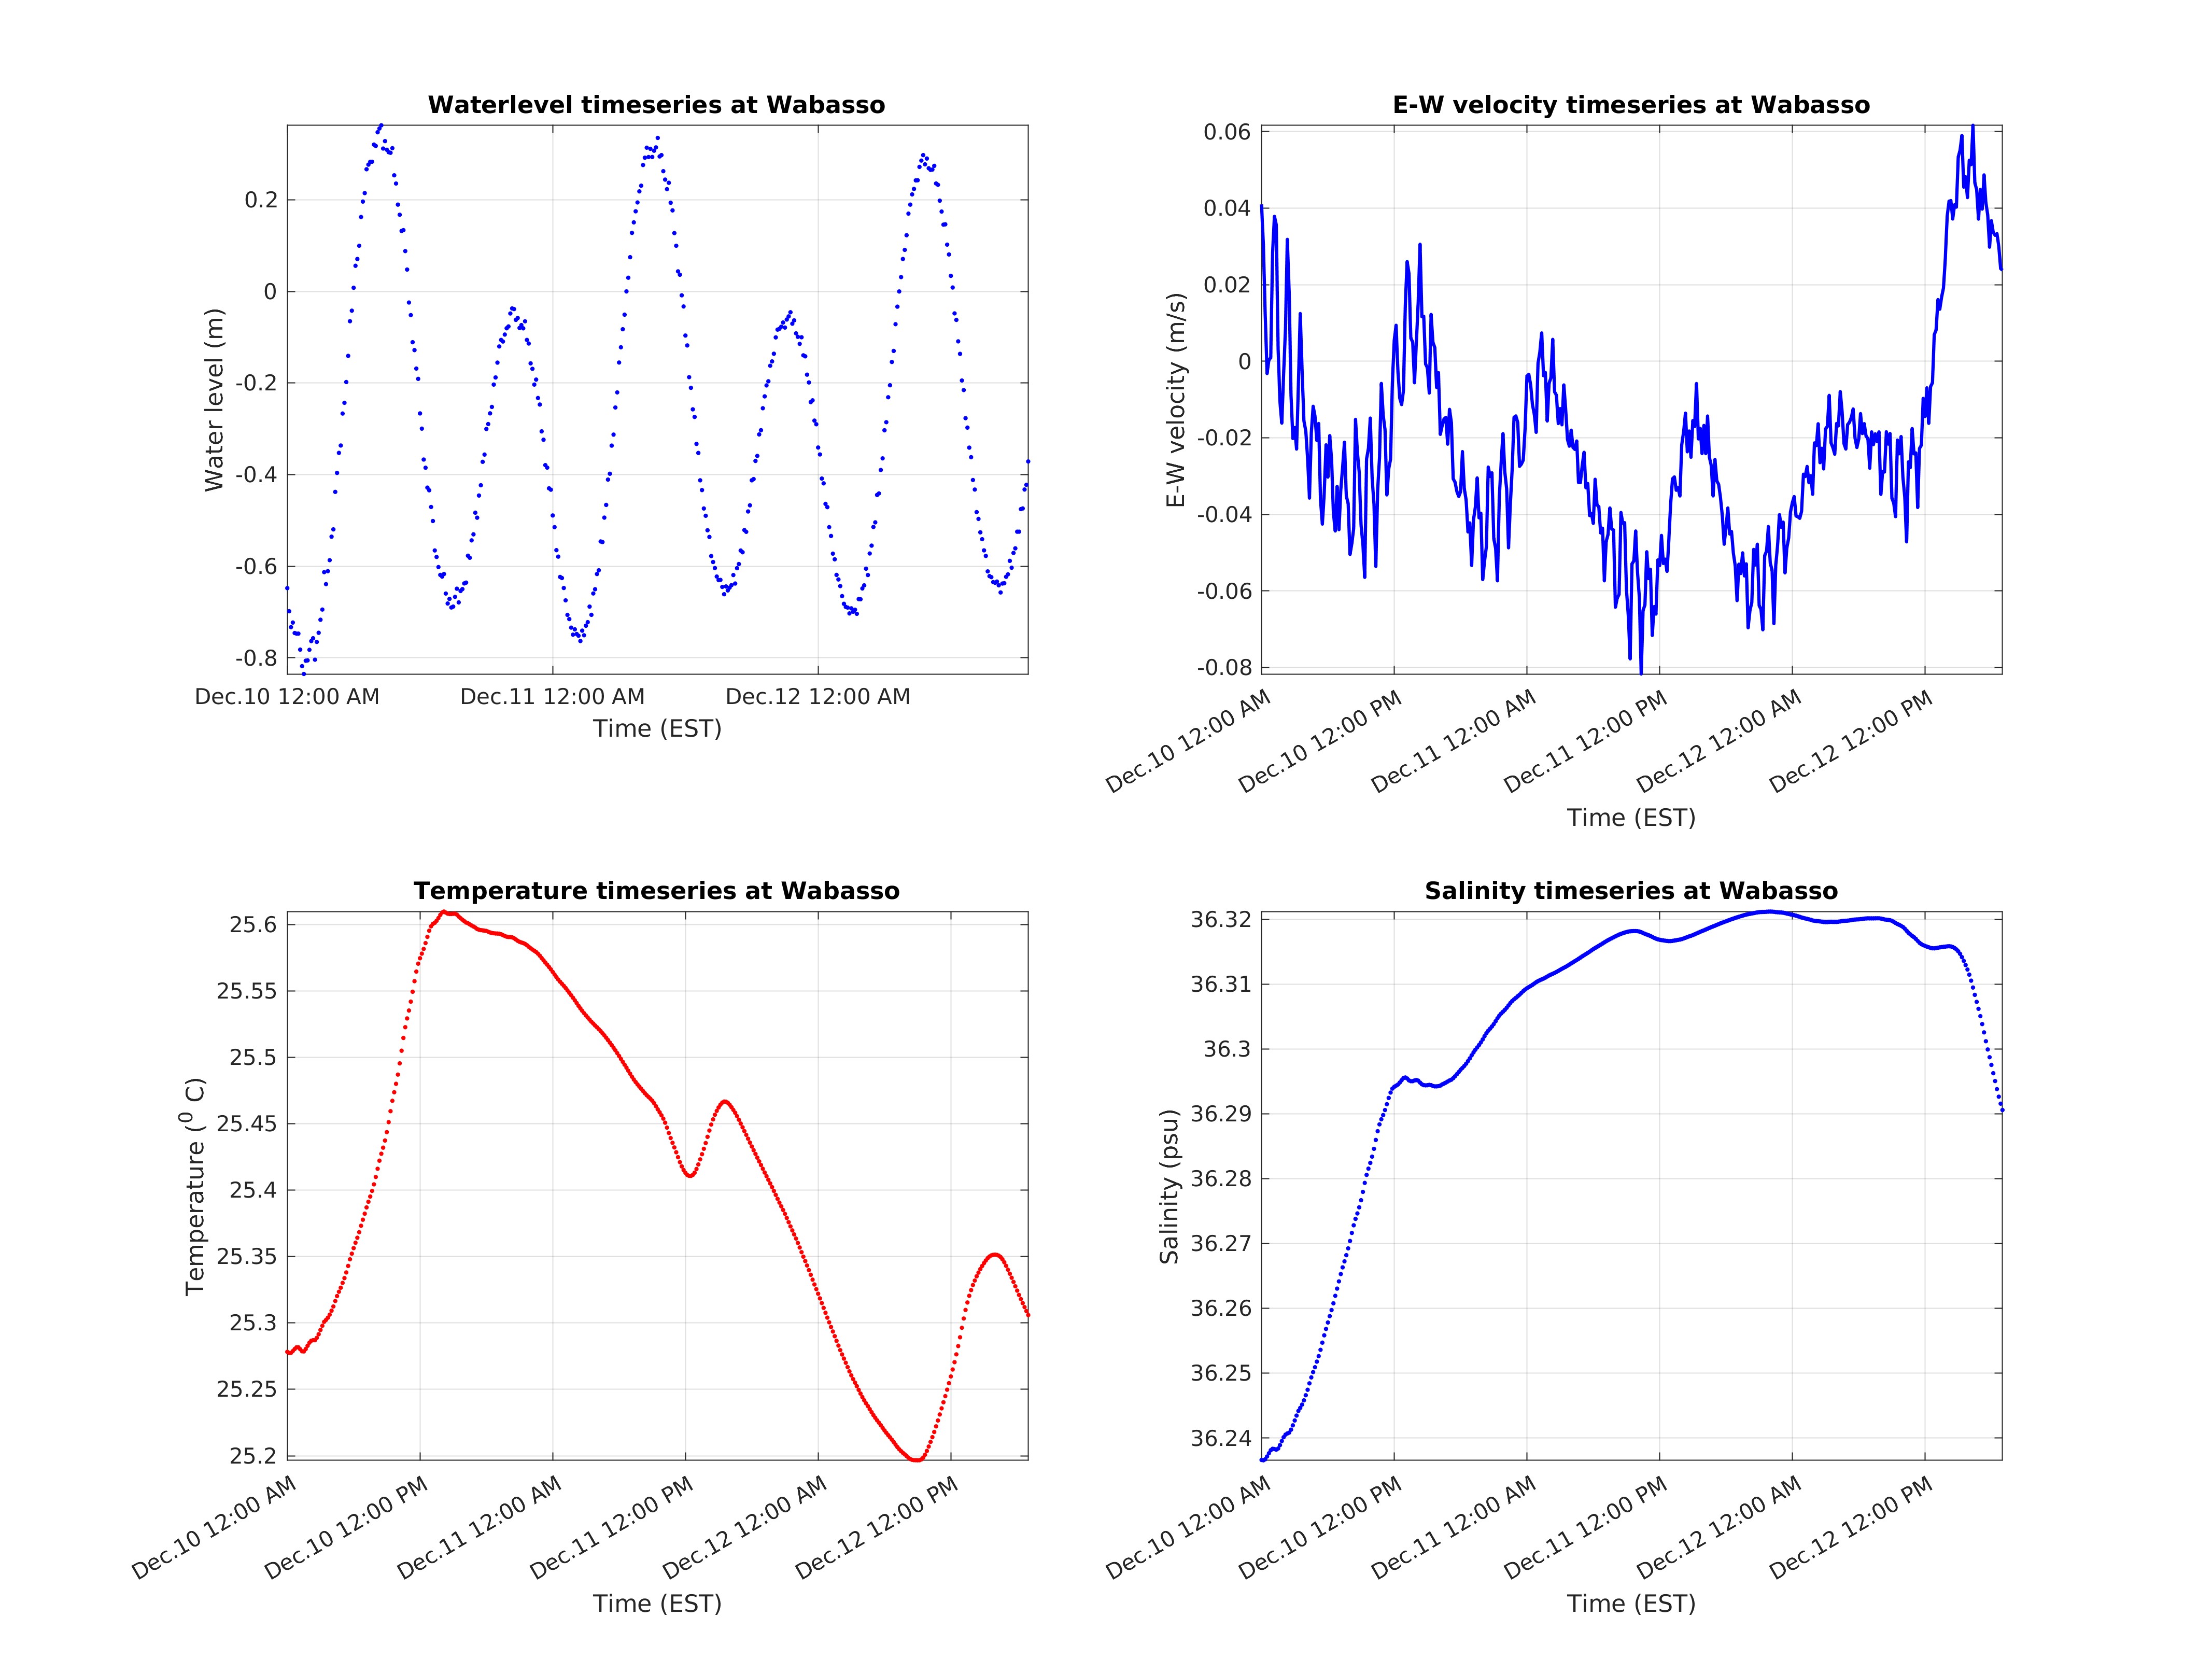 Waterlevel timeseries at Wabasso
0.2
0
-0.2
-0.4
-0.6
-0.8
Water level (m)
Dec.10 12:00 AM
Dec.11 12:00 AM
Dec.12 12:00 AM
Time (EST)
E-W velocity timeseries at Wabasso
0.06
0.04
0.02
0
-0.02
-0.04
-0.06
-0.08
E-W velocity (m/s)
Dec.10 12:00 AM
Dec.10 12:00 PM
Dec.11 12:00 AM
Dec.11 12:00 PM
Dec.12 12:00 AM
Dec.12 12:00 PM
Time (EST)
Temperature timeseries at Wabasso
25.6
25.55
25.5
25.45
25.4
25.35
25.3
25.25
25.2
Temperature (⁰ C)
Dec.10 12:00 AM
Dec.10 12:00 PM
Dec.11 12:00 AM
Dec.11 12:00 PM
Dec.12 12:00 AM
Dec.12 12:00 PM
Time (EST)
Salinity timeseries at Wabasso
36.32
36.31
36.3
36.29
36.28
36.27
36.26
36.25
36.24
Salinity (psu)
Dec.10 12:00 AM
Dec.10 12:00 PM
Dec.11 12:00 AM
Dec.11 12:00 PM
Dec.12 12:00 AM
Dec.12 12:00 PM
Time (EST)